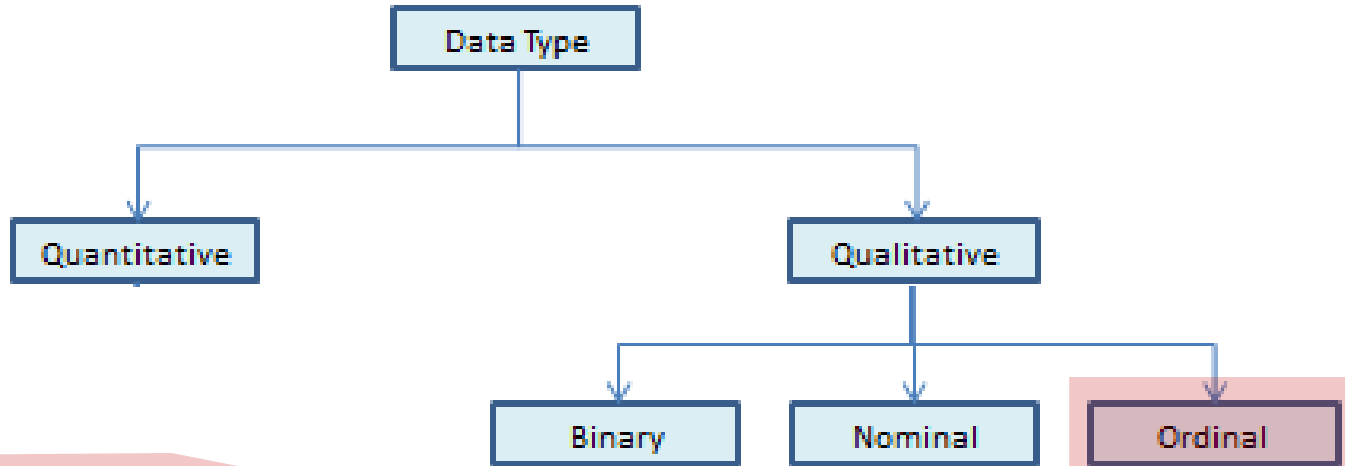 Data Type
Quantitative
Qualitative
Binary
Nominal
Ordinal